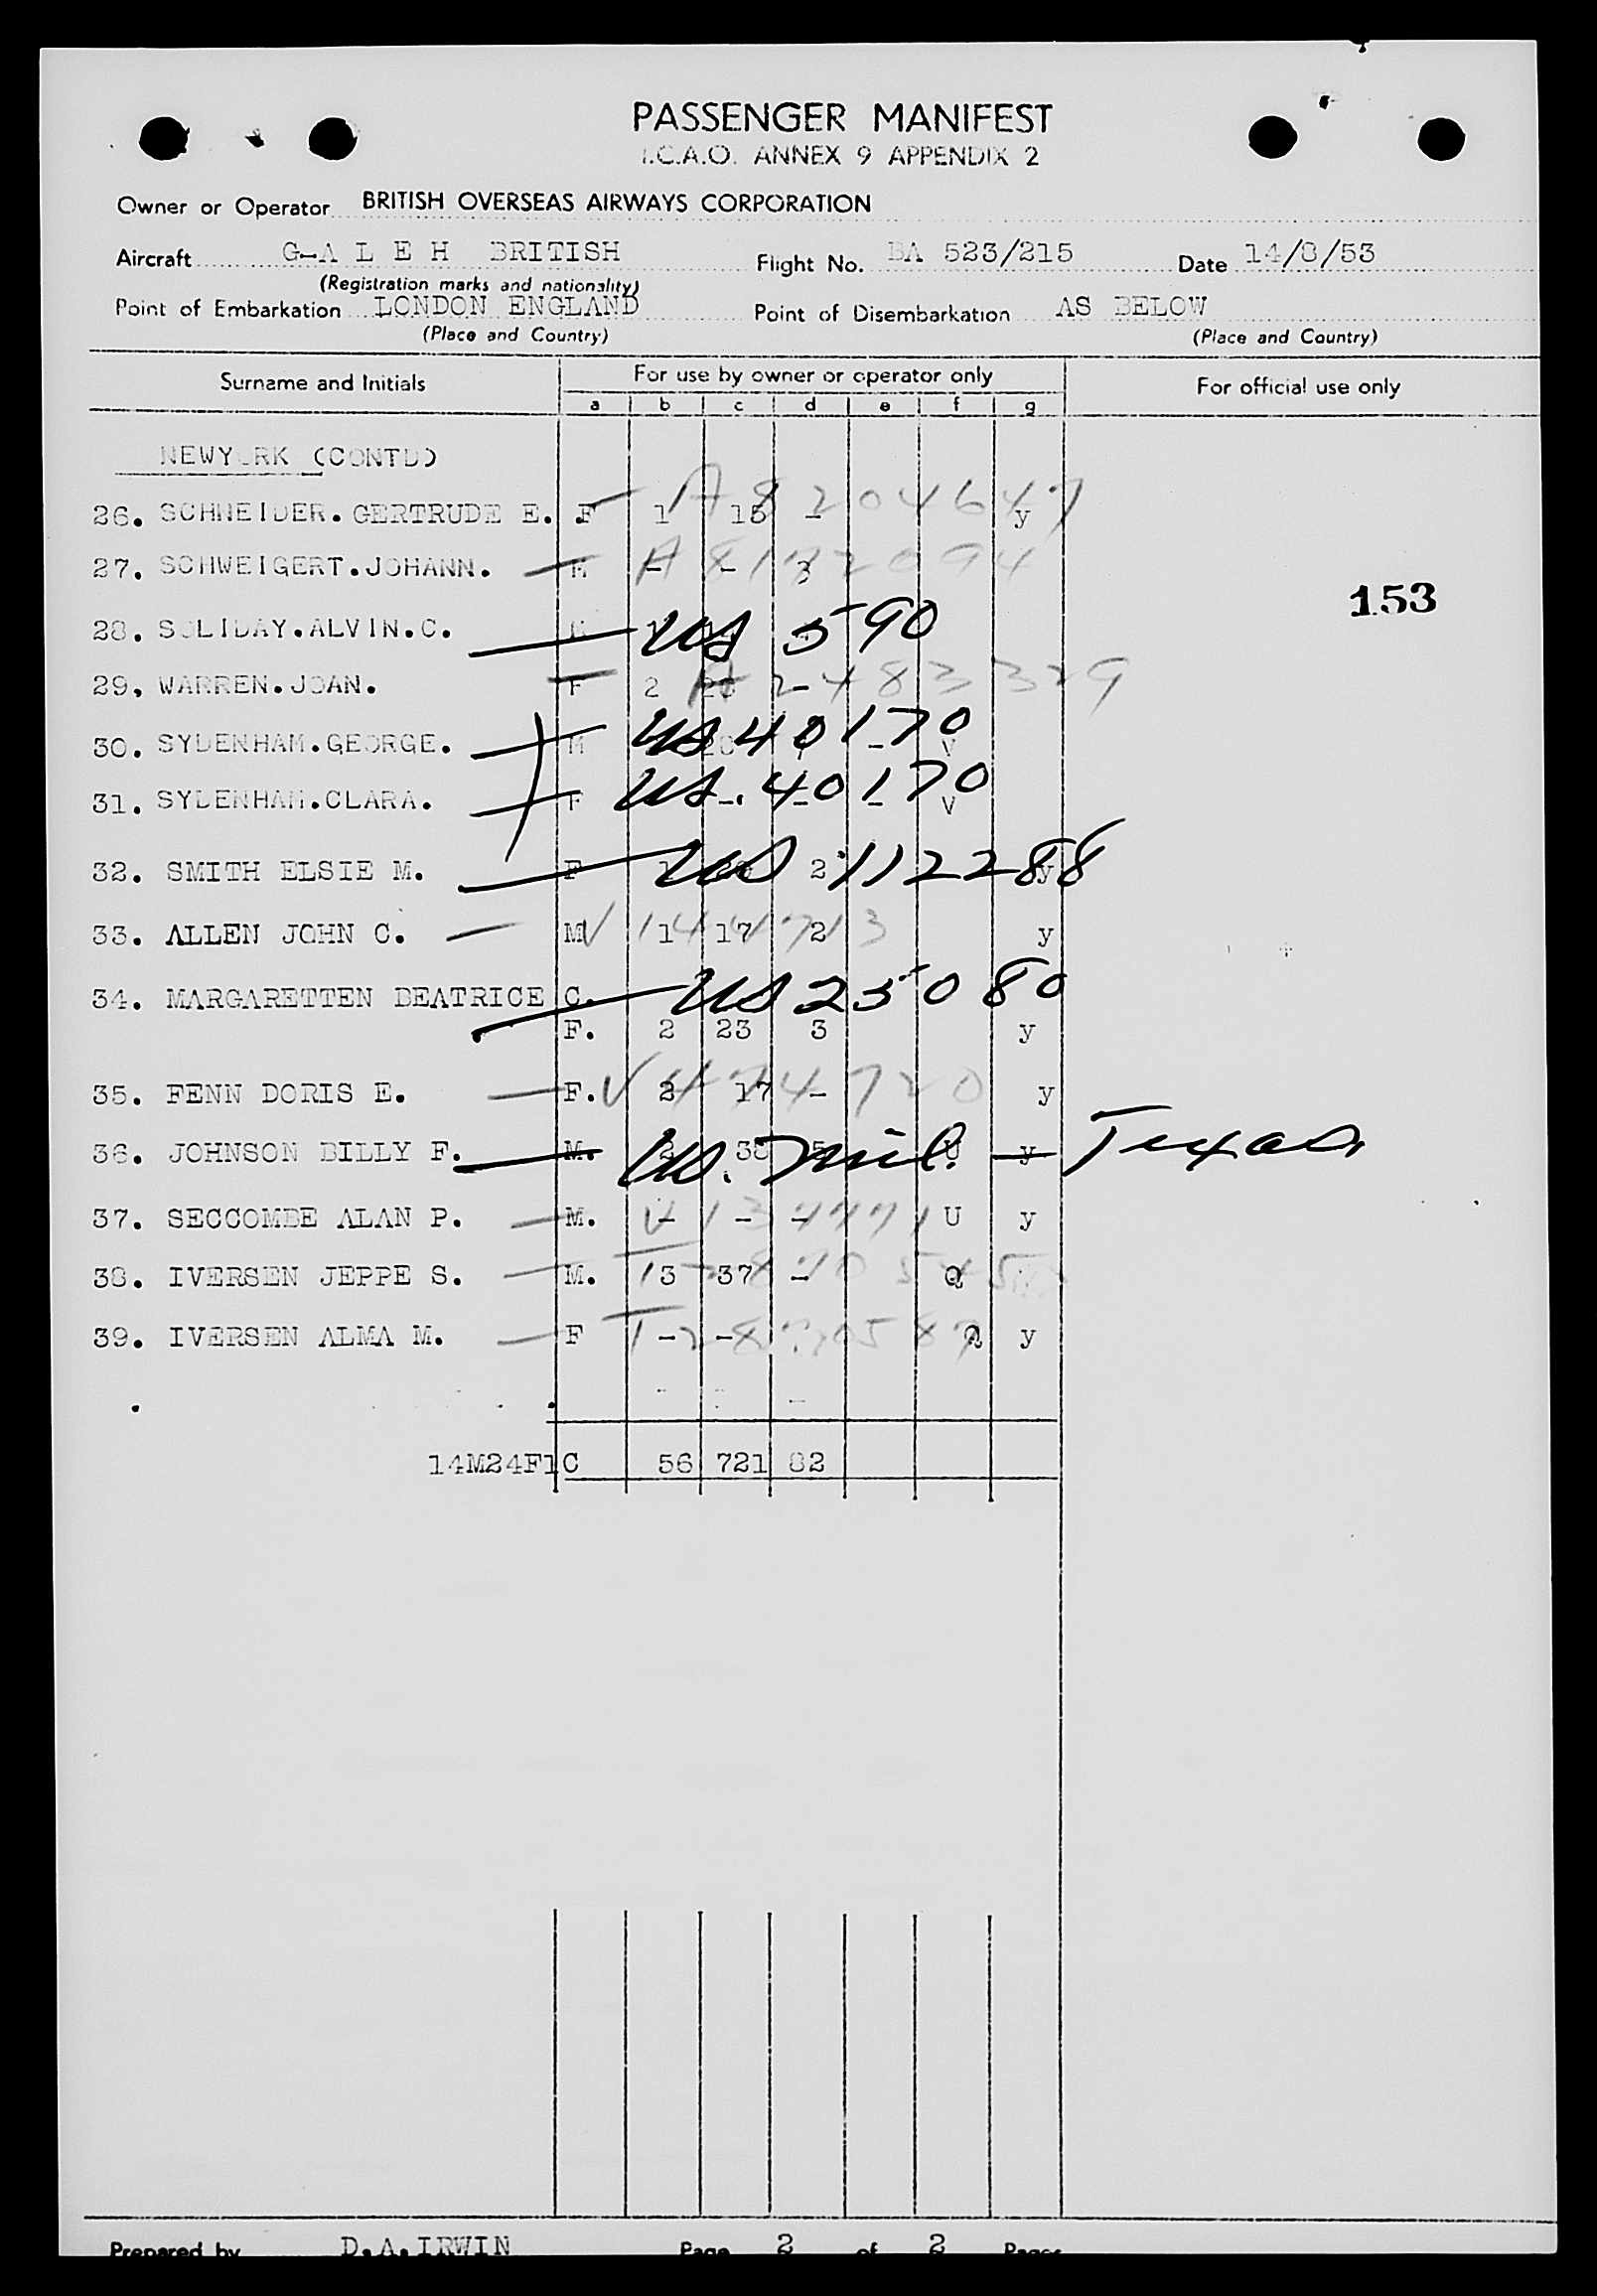 PASSENGER MANIFEST
I.C.A.O. ANNEX 9 APPENDIX 2
Owner or Operator BRITISH OVERSEAS AIRWAYS CORPORATION
Aircraft G-A L E H BRITISH Flight No. BA 523/215 Date 14/8/53
(Registration marks and nationality)
Point of Embarkation LONDON ENGLAND Point of Disembarkation AS BELOW
(Place and Country) (Place and Country)
Surname and Initials For use by owner or operator only For official use only
a b c d e f g
NEWYORK (CONTD)
26. SCHNEIDER. GERTRUDE E. F 1 15 - y A8204647
27. SCHWEIGERT.JOHANN. M - - 3
153
28. SOLIDAY.ALVIN.C. US 590
29. WARREN.JOAN. F 2 - A2483329
30. SYDENHAM.GEORGE. M - V US 40170
31. SYDENHAM.CLARA. F - - - V US. 40170
32. SMITH ELSIE M. F 1 2 y US 112288
33. ALLEN JOHN C. M 1 17 2 y
34. MARGARETTEN BEATRICE C. US 25080
F. 2 23 3 y
35. FENN DORIS E. F. 2 17 - y
36. JOHNSON BILLY F. M. 2 38 5 U y US. Mil. Texas
37. SECCOMBE ALAN P. M. - - - U y
38. IVERSEN JEPPE S. M. 3 37 - Q
39. IVERSEN ALMA M. F - - Q y
14M24F1C 56 721 82
Prepared by D.A.IRWIN Page 2 of 2 Pages